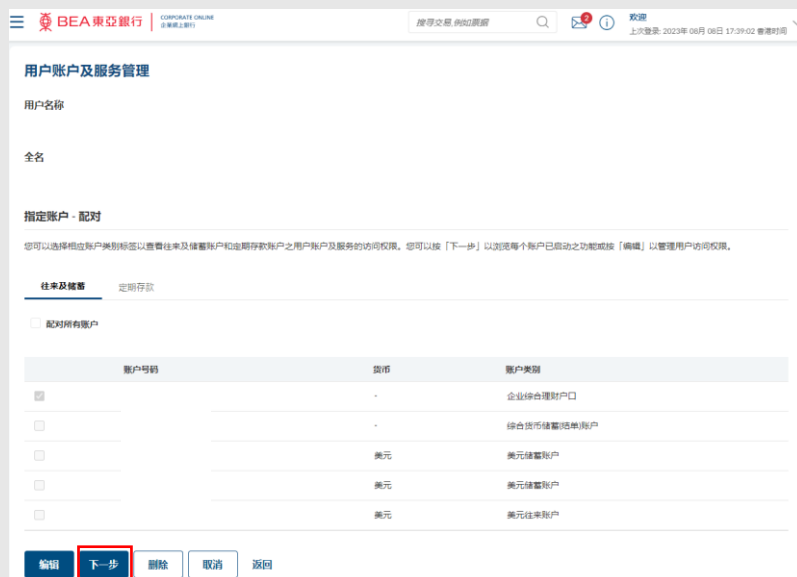 BEA東亞銀行
CORPORATE ONLINE
企業網上銀行
搜寻交易,例如票据
2
欢迎
上次登录: 2023年 08月 08日 17:39:02 香港时间
用户账户及服务管理
用户名称
全名
指定账户 - 配对
您可以选择相应账户类别标签以查看往来及储蓄账户和定期存款账户之用户账户及服务的访问权限。您可以按「下一步」以浏览每个账户已启动之功能或按「编辑」以管理用户访问权限。
往来及储蓄 定期存款
配对所有账户
账户号码 货币 账户类别
- 企业综合理财户口
- 综合货币储蓄(结单)账户
美元 美元储蓄账户
美元 美元储蓄账户
美元 美元往来账户
编辑 下一步 删除 取消 返回